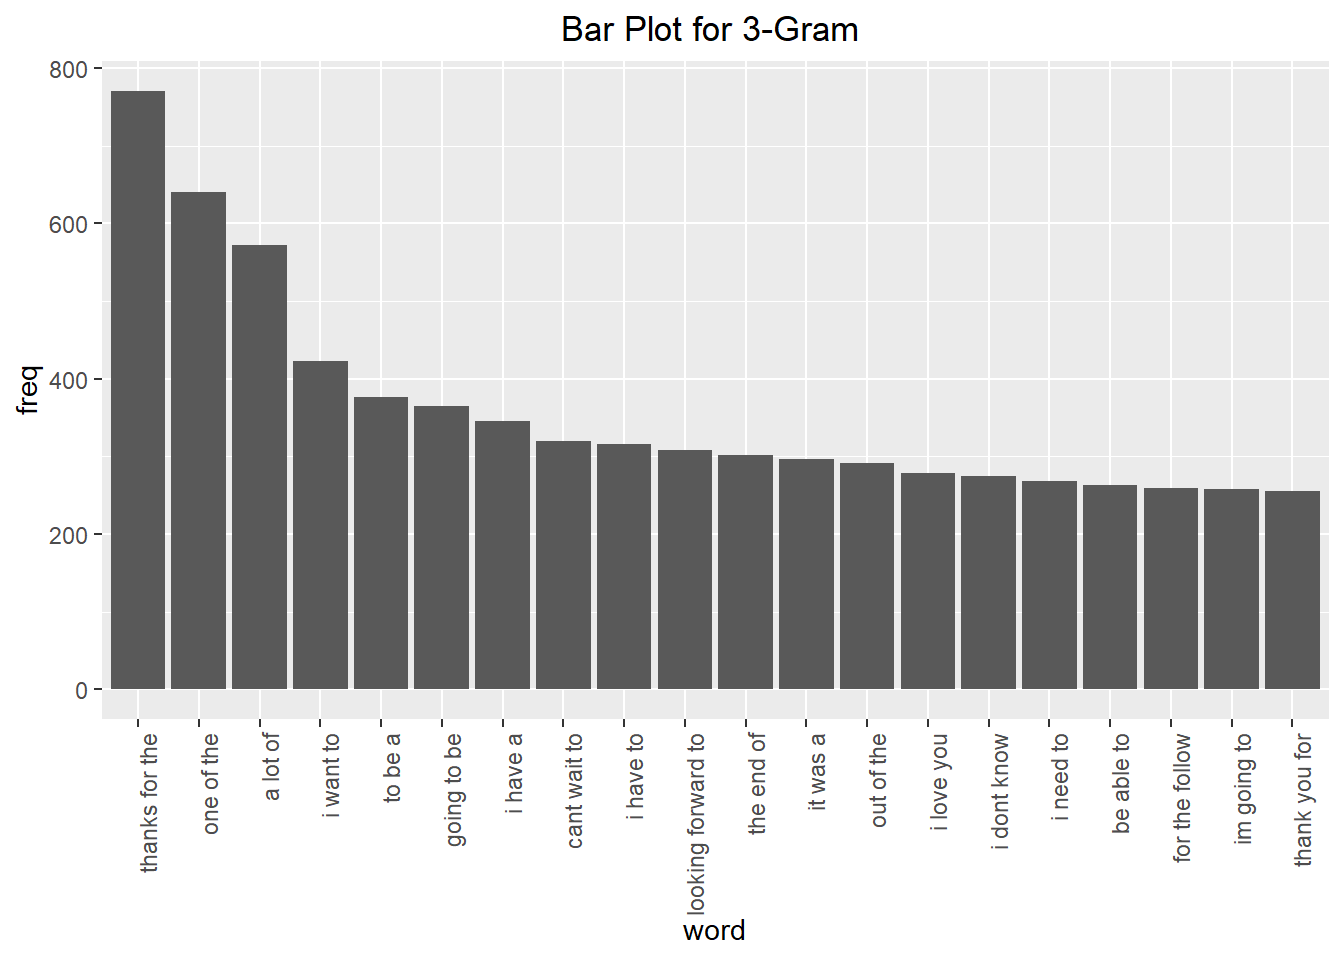 Bar Plot for 3-Gram
800
600
400
200
0
freq
thanks for the
one of the
a lot of
i want to
to be a
going to be
i have a
cant wait to
i have to
looking forward to
the end of
it was a
out of the
i love you
i dont know
i need to
be able to
for the follow
im going to
thank you for
word